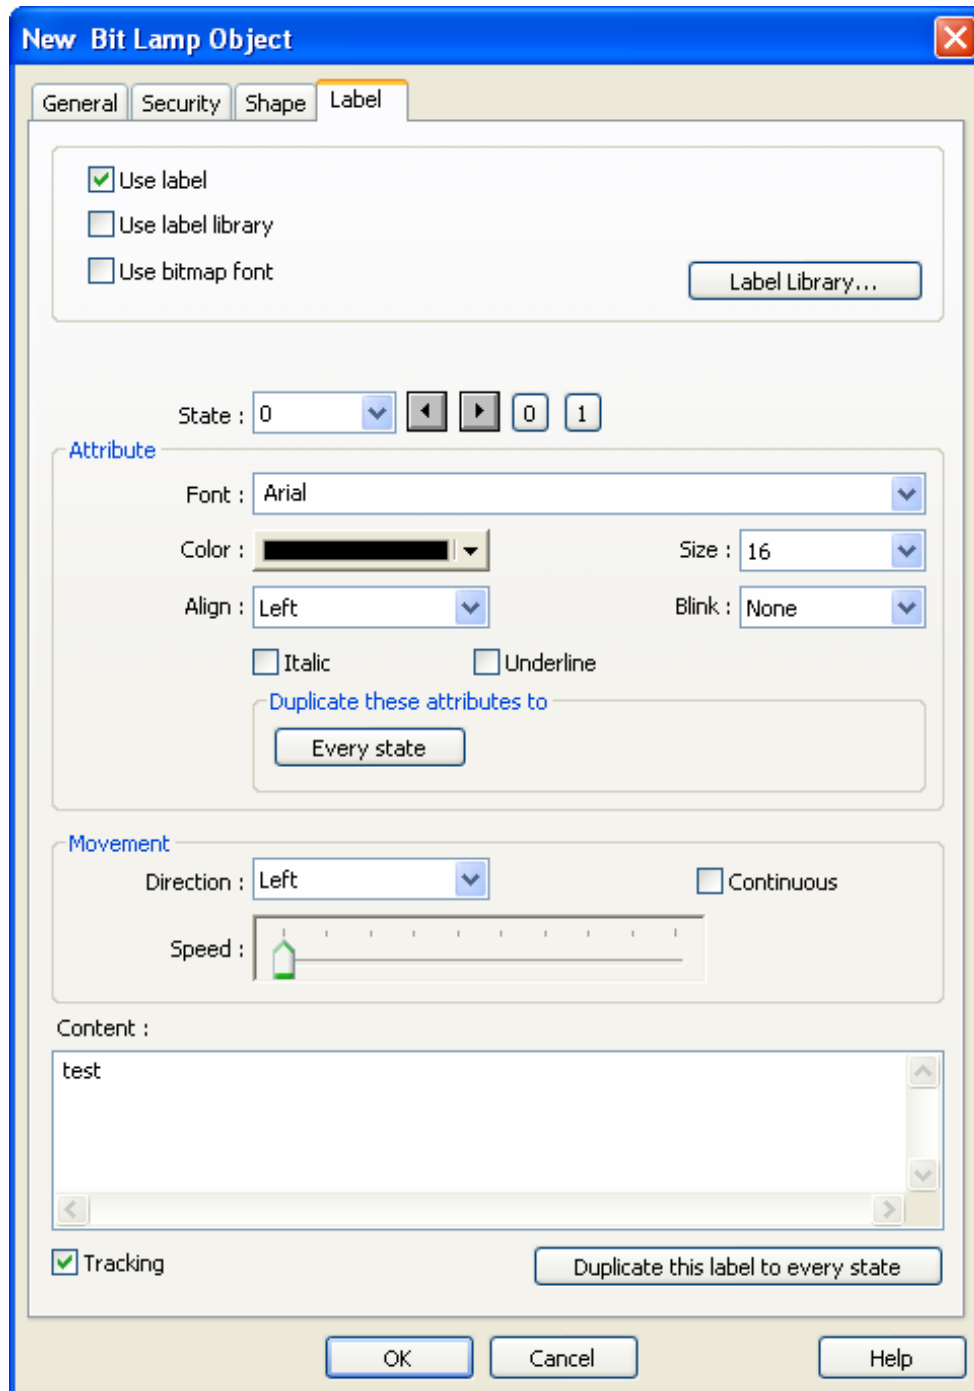 New Bit Lamp Object
General Security Shape Label
Use label
Use label library
Use bitmap font
Label Library...
State : 0 0 1
Attribute
Font : Arial
Color : Size : 16
Align : Left Blink : None
Italic Underline
Duplicate these attributes to
Every state
Movement
Direction : Left Continuous
Speed :
Content :
test
Tracking Duplicate this label to every state
OK Cancel Help